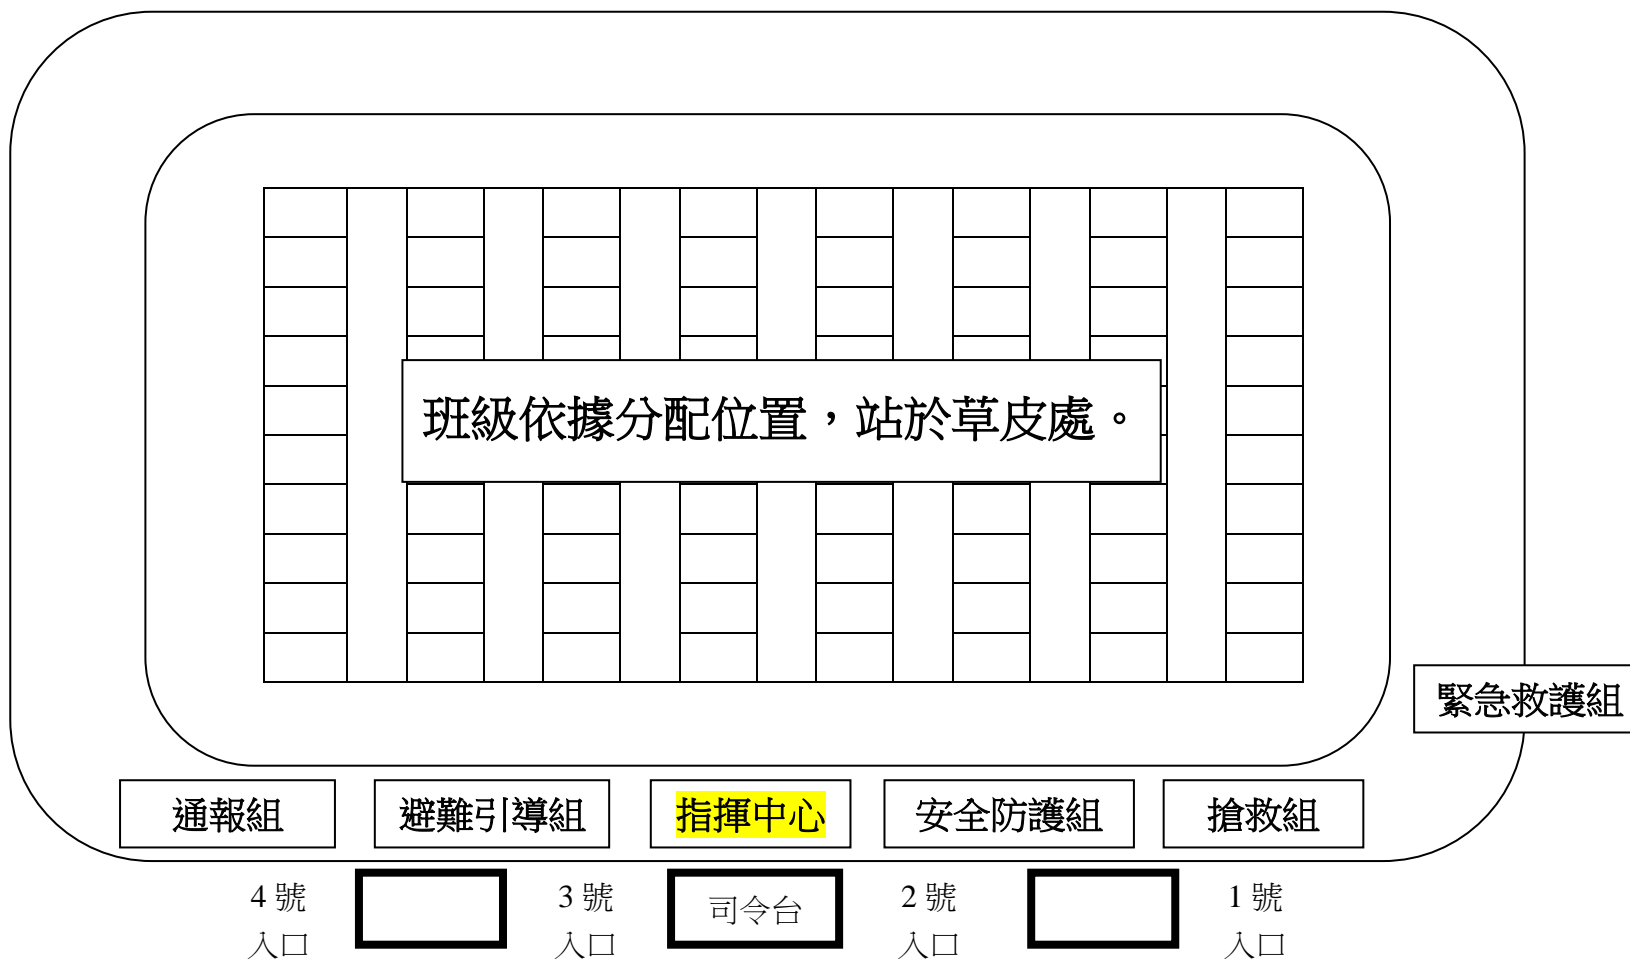 班級依據分配位置，站於草皮處。
緊急救護組
通報組
避難引導組
指揮中心
安全防護組
搶救組
4 號
入口
3 號
入口
司令台
2 號
入口
1 號
入口